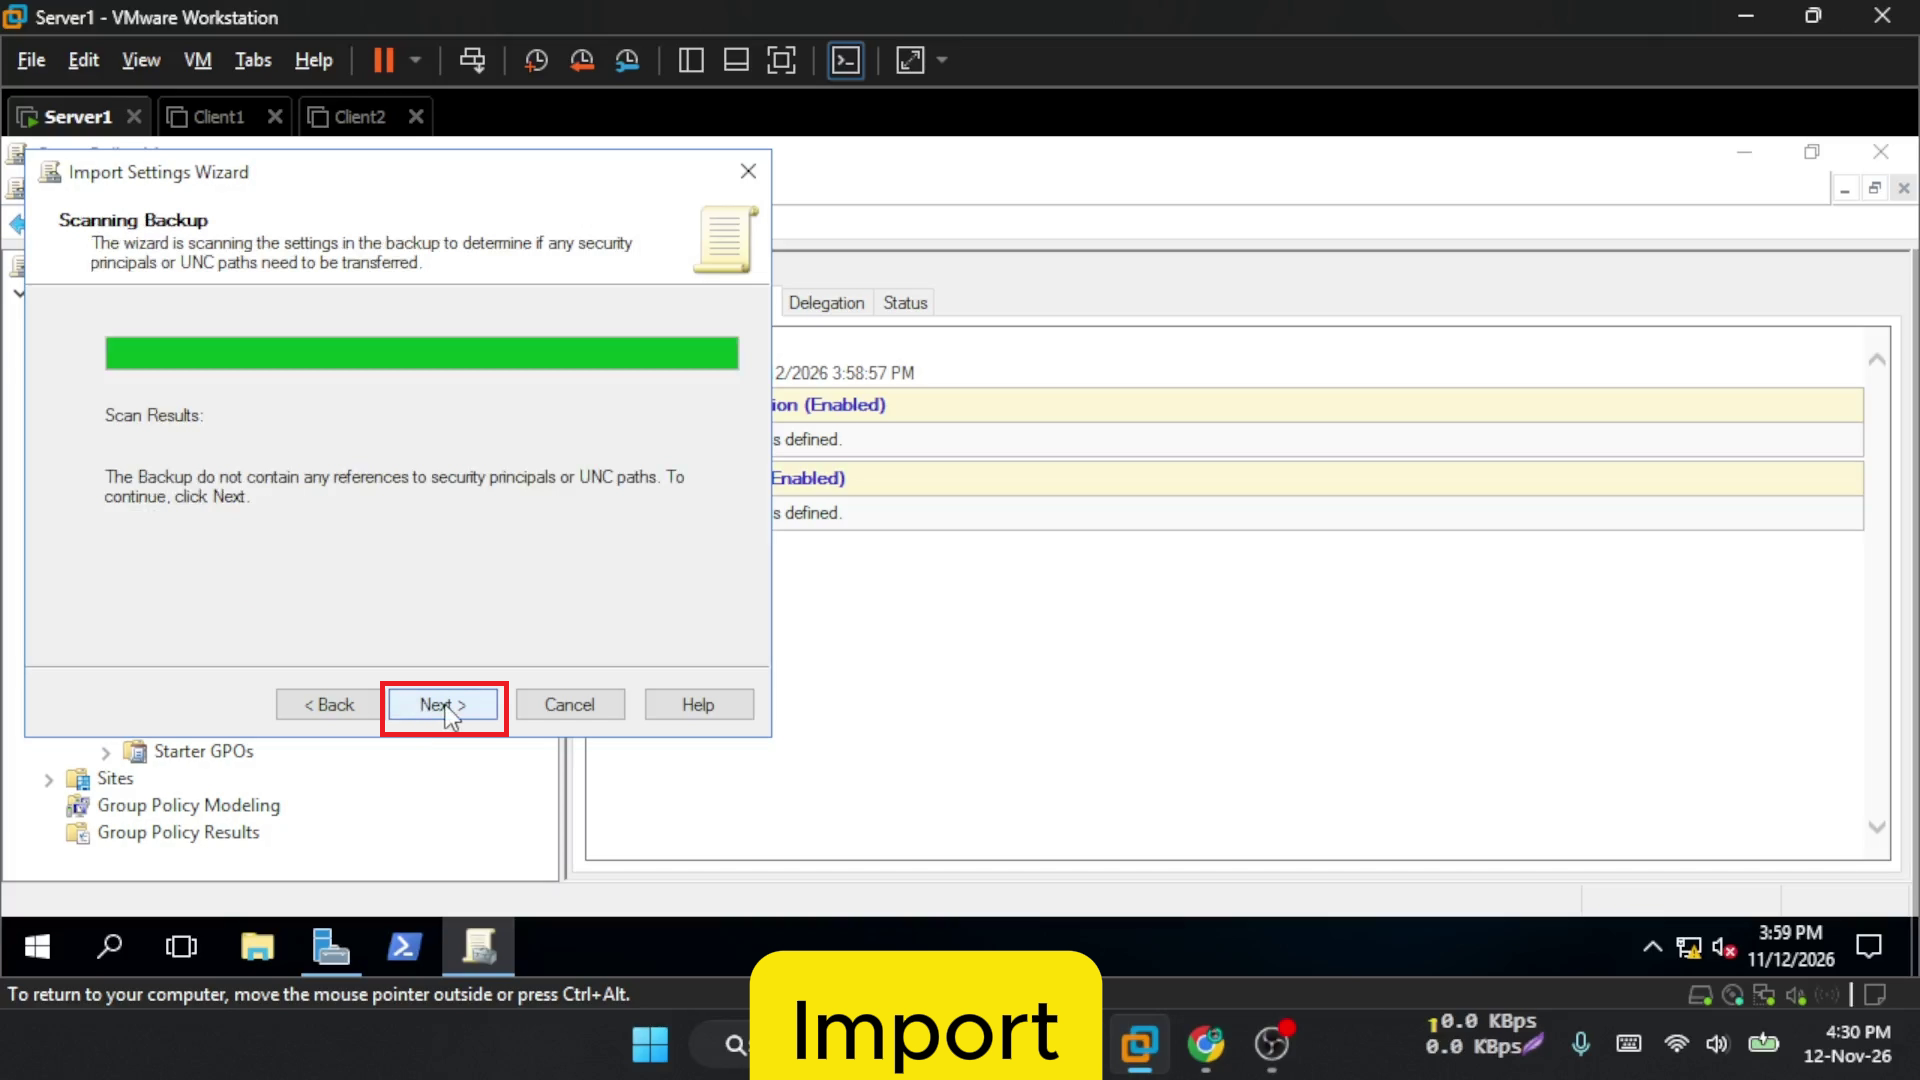 Server1 - VMware Workstation
File Edit View VM Tabs Help
Server1 Client1 Client2
Import Settings Wizard
Scanning Backup
The wizard is scanning the settings in the backup to determine if any security
principals or UNC paths need to be transferred.
Delegation Status
2/2026 3:58:57 PM
ion (Enabled)
s defined.
Enabled)
s defined.
Scan Results:
The Backup do not contain any references to security principals or UNC paths. To
continue, click Next.
< Back Next > Cancel Help
Starter GPOs
Sites
Group Policy Modeling
Group Policy Results
3:59 PM
11/12/2026
To return to your computer, move the mouse pointer outside or press Ctrl+Alt.
Import
0.0 KBps
0.0 KBps
4:30 PM
12-Nov-26